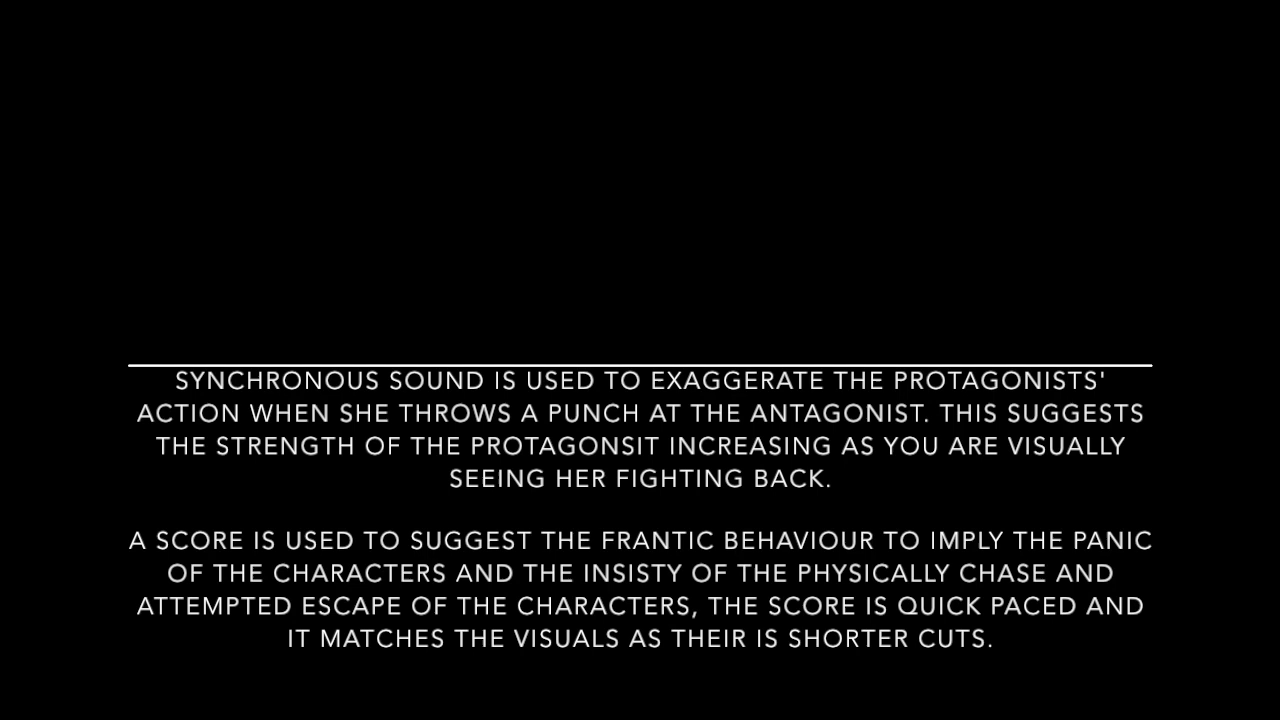 SYNCHRONOUS SOUND IS USED TO EXAGGERATE THE PROTAGONISTS'
ACTION WHEN SHE THROWS A PUNCH AT THE ANTAGONIST. THIS SUGGESTS
THE STRENGTH OF THE PROTAGONSIT INCREASING AS YOU ARE VISUALLY
SEEING HER FIGHTING BACK.
A SCORE IS USED TO SUGGEST THE FRANTIC BEHAVIOUR TO IMPLY THE PANIC
OF THE CHARACTERS AND THE INSISTY OF THE PHYSICALLY CHASE AND
ATTEMPTED ESCAPE OF THE CHARACTERS, THE SCORE IS QUICK PACED AND
IT MATCHES THE VISUALS AS THEIR IS SHORTER CUTS.